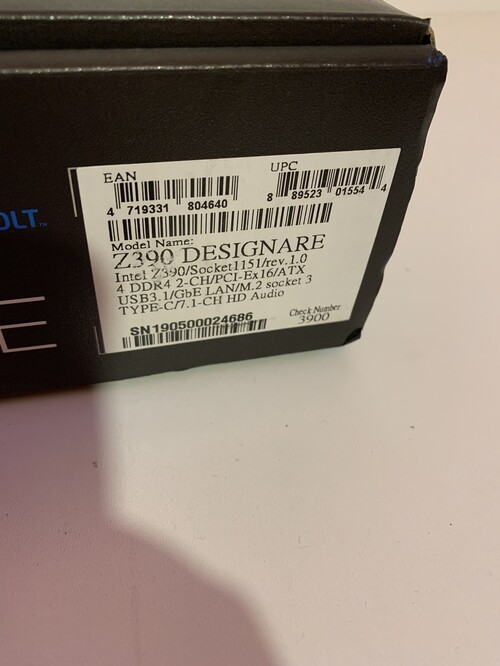 EAN
UPC
4 719331 804640
8 89523 01554 4
OLT™
Model Name:
Z390 DESIGNARE
Intel Z390/Socket1151/rev.1.0
4 DDR4 2-CH/PCI-Ex16/ATX
USB3.1/GbE LAN/M.2 socket 3
TYPE-C/7.1-CH HD Audio
E
SN190500024686
Check Number
3900